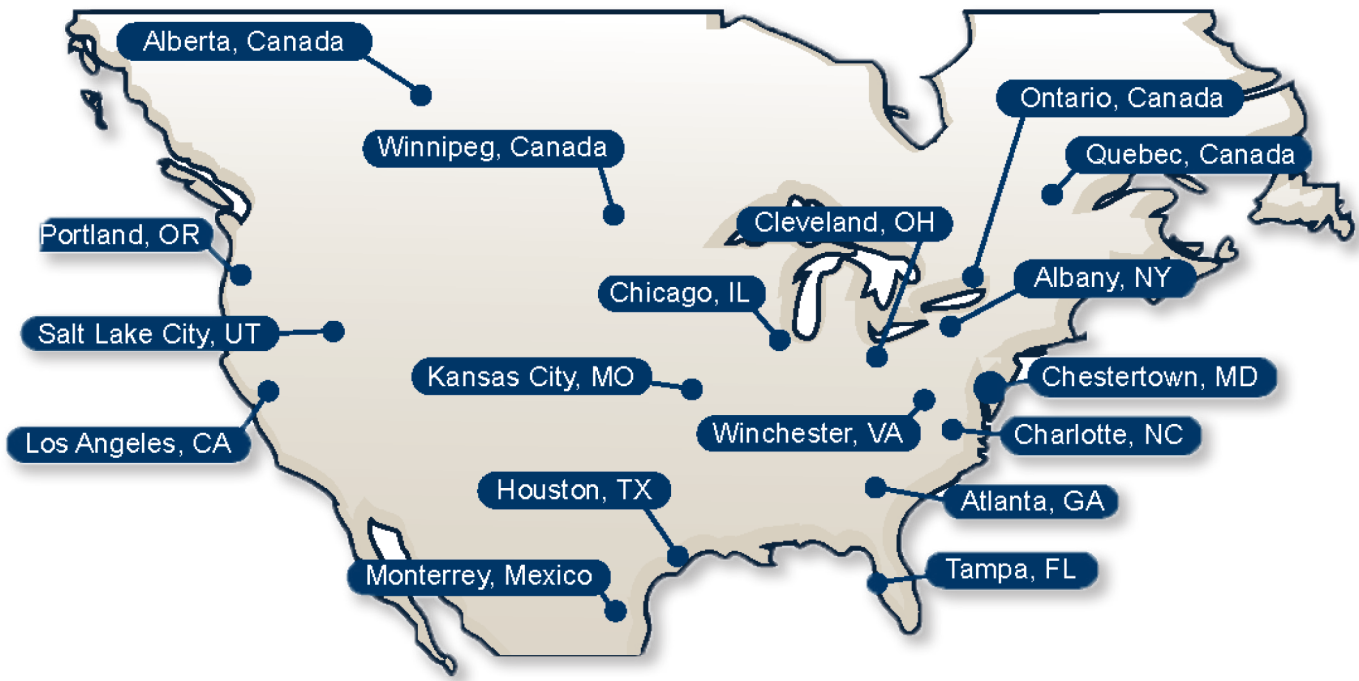 Alberta, Canada
Ontario, Canada
Winnipeg, Canada
Quebec, Canada
Cleveland, OH
Portland, OR
Albany, NY
Chicago, IL
Salt Lake City, UT
Kansas City, MO
Chestertown, MD
Winchester, VA
Charlotte, NC
Los Angeles, CA
Houston, TX
Atlanta, GA
Monterrey, Mexico
Tampa, FL